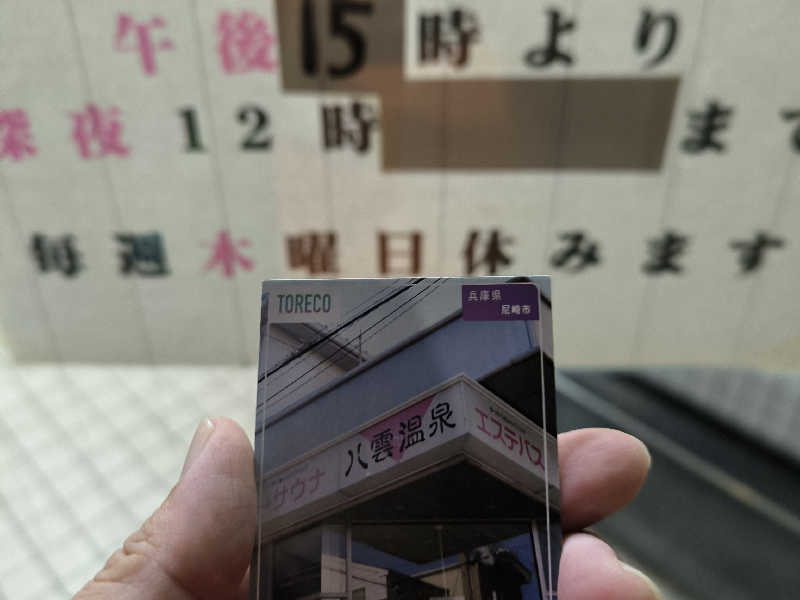 午後15時より
深夜12時まで
毎週木曜日休みます
TORECO
兵庫県
尼崎市
サウナ
八雲温泉
エステバス